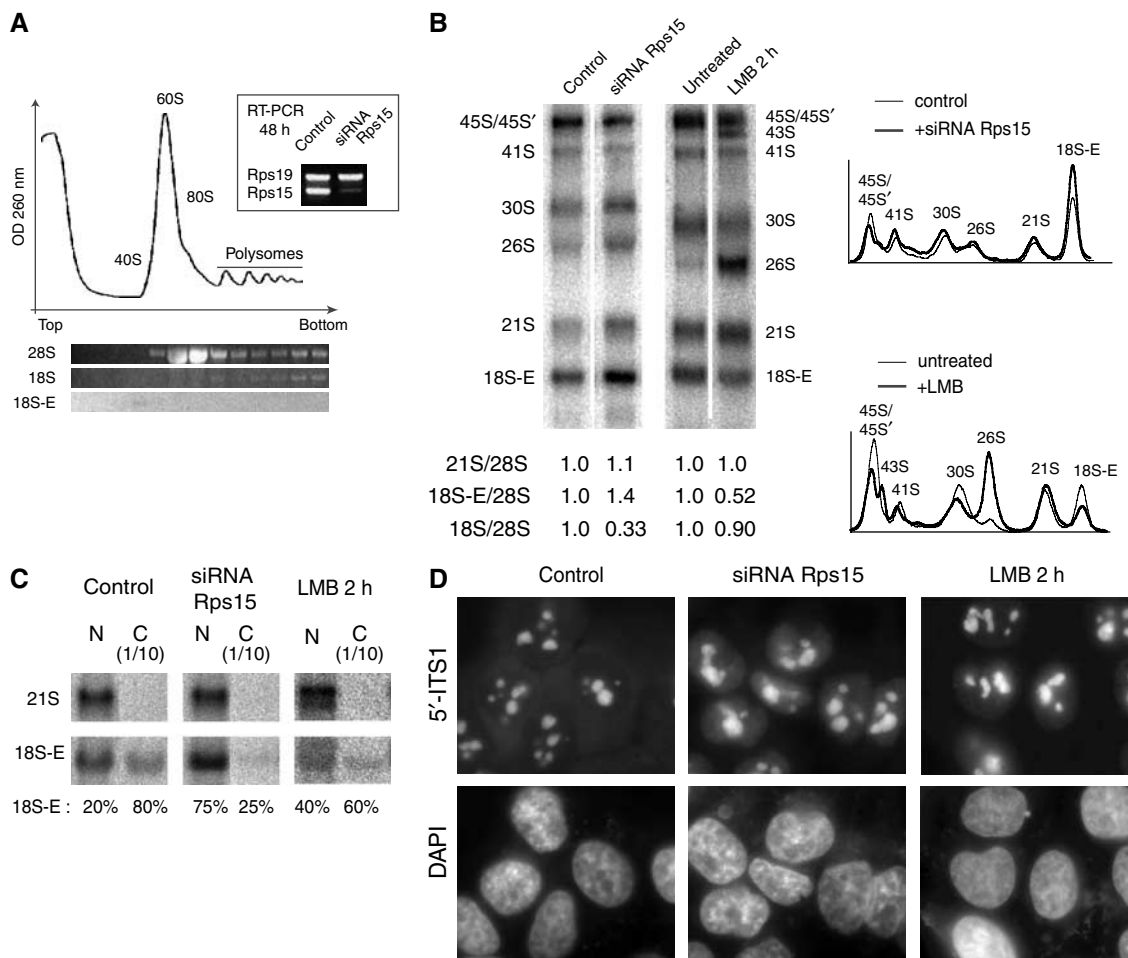 A
OD 260 nm
60S
80S
40S
Polysomes
RT-PCR
48 h
Control
siRNA
Rps15
Rps19
Rps15
Top
Bottom
28S
18S
18S-E
B
Control
siRNA Rps15
Untreated
LMB 2 h
45S/45S′
41S
30S
26S
21S
18S-E
45S/45S′
43S
41S
30S
26S
21S
18S-E
21S/28S 1.0 1.1 1.0 1.0
18S-E/28S 1.0 1.4 1.0 0.52
18S/28S 1.0 0.33 1.0 0.90
control
+siRNA Rps15
45S/
45S′
41S
30S
26S
21S
18S-E
untreated
+LMB
45S/
45S′
43S
41S
30S
26S
21S
18S-E
C
Control
siRNA
Rps15
LMB 2 h
N C N C N C
(1/10) (1/10) (1/10)
21S
18S-E
18S-E : 20% 80% 75% 25% 40% 60%
D
Control
siRNA Rps15
LMB 2 h
5′-ITS1
DAPI